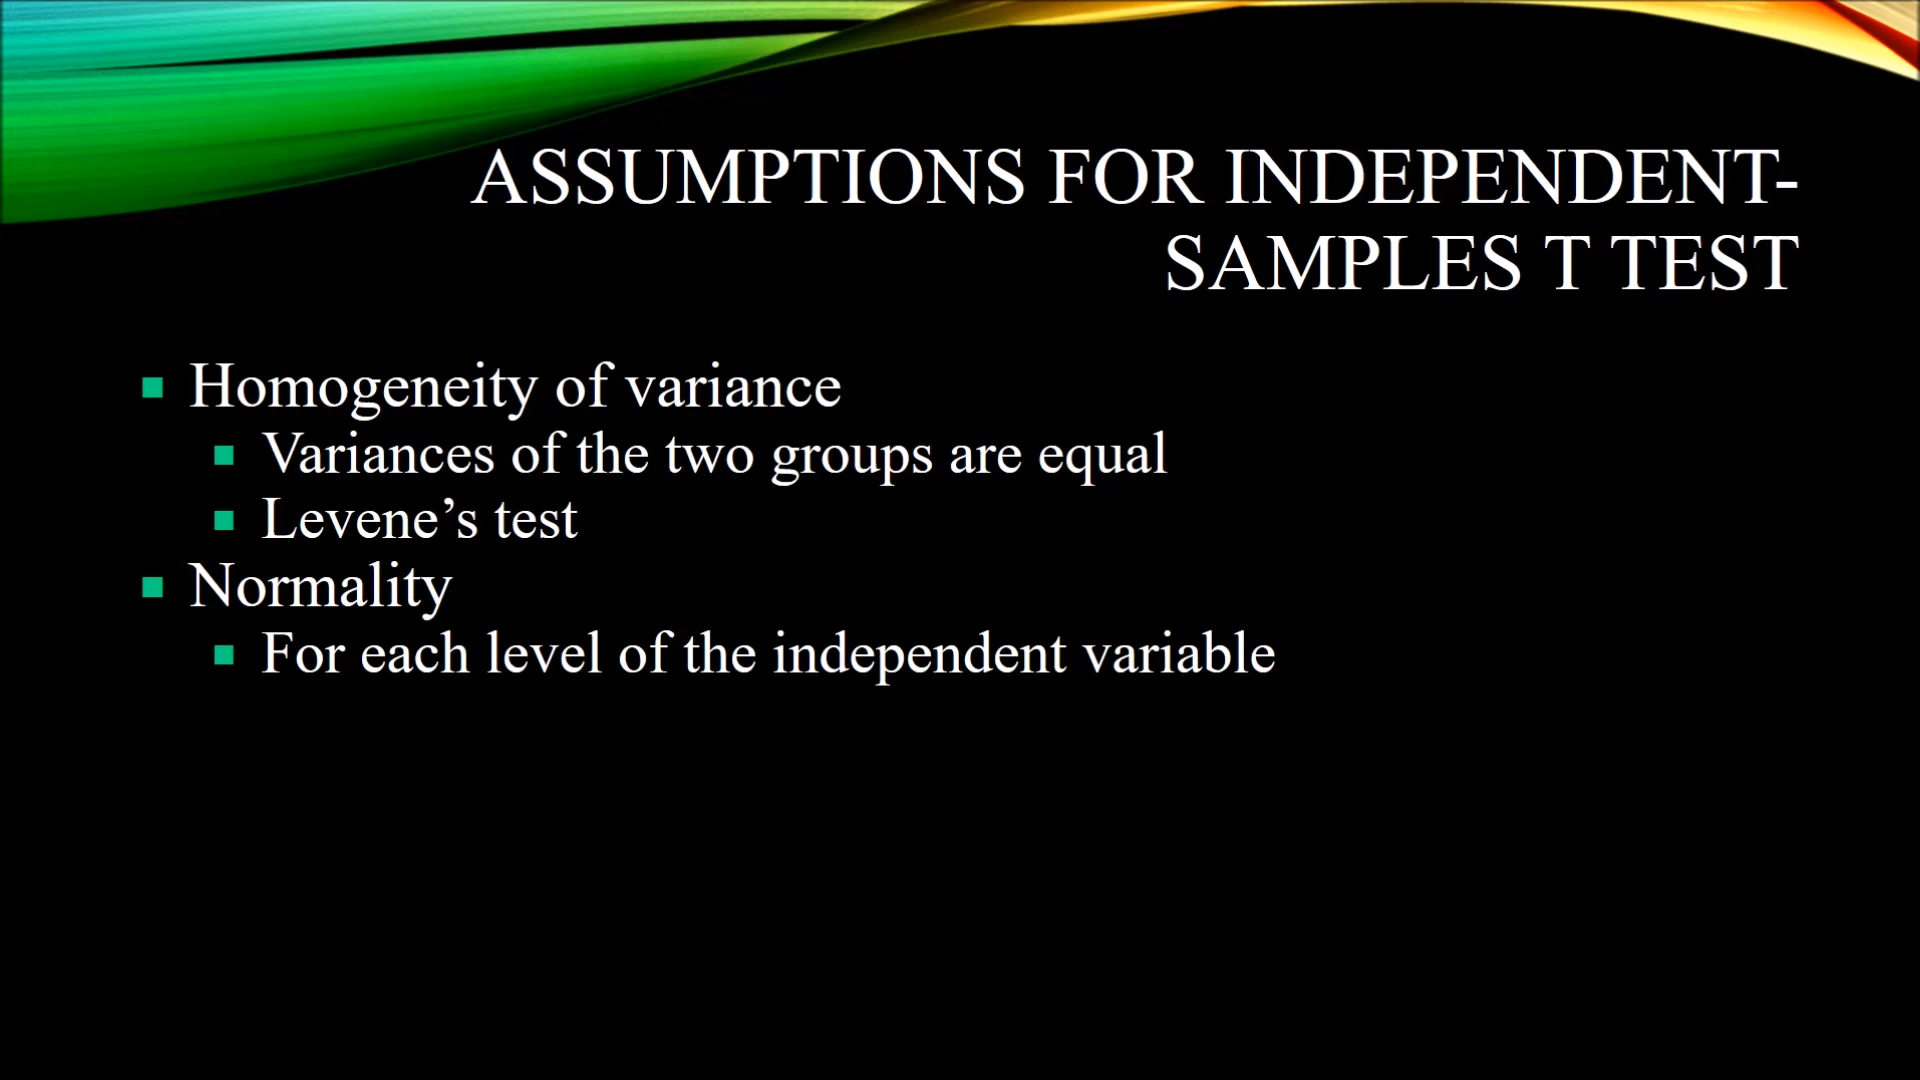 ASSUMPTIONS FOR INDEPENDENT-
SAMPLES T TEST
Homogeneity of variance
Variances of the two groups are equal
Levene’s test
Normality
For each level of the independent variable